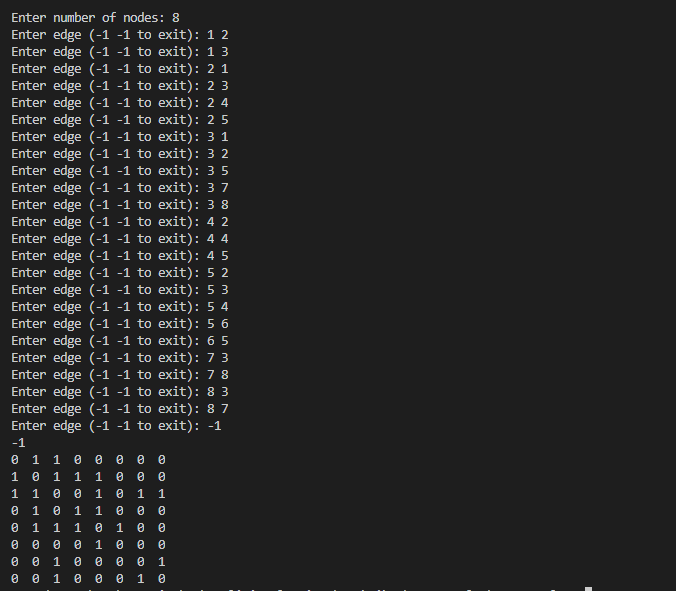 Enter number of nodes: 8
Enter edge (-1 -1 to exit): 1 2
Enter edge (-1 -1 to exit): 1 3
Enter edge (-1 -1 to exit): 2 1
Enter edge (-1 -1 to exit): 2 3
Enter edge (-1 -1 to exit): 2 4
Enter edge (-1 -1 to exit): 2 5
Enter edge (-1 -1 to exit): 3 1
Enter edge (-1 -1 to exit): 3 2
Enter edge (-1 -1 to exit): 3 5
Enter edge (-1 -1 to exit): 3 7
Enter edge (-1 -1 to exit): 3 8
Enter edge (-1 -1 to exit): 4 2
Enter edge (-1 -1 to exit): 4 4
Enter edge (-1 -1 to exit): 4 5
Enter edge (-1 -1 to exit): 5 2
Enter edge (-1 -1 to exit): 5 3
Enter edge (-1 -1 to exit): 5 4
Enter edge (-1 -1 to exit): 5 6
Enter edge (-1 -1 to exit): 6 5
Enter edge (-1 -1 to exit): 7 3
Enter edge (-1 -1 to exit): 7 8
Enter edge (-1 -1 to exit): 8 3
Enter edge (-1 -1 to exit): 8 7
Enter edge (-1 -1 to exit): -1
-1
0 1 1 0 0 0 0 0
1 0 1 1 1 0 0 0
1 1 0 0 1 0 1 1
0 1 0 1 1 0 0 0
0 1 1 1 0 1 0 0
0 0 0 0 1 0 0 0
0 0 1 0 0 0 0 1
0 0 1 0 0 0 1 0